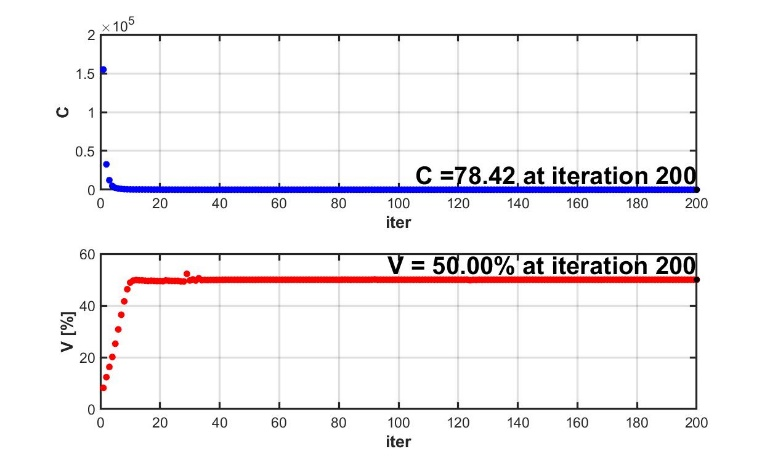 ×10^5
2
1.5
1
0.5
0
C
C =78.42 at iteration 200
0 20 40 60 80 100 120 140 160 180 200
iter
60
40
20
0
V [%]
V = 50.00% at iteration 200
0 20 40 60 80 100 120 140 160 180 200
iter